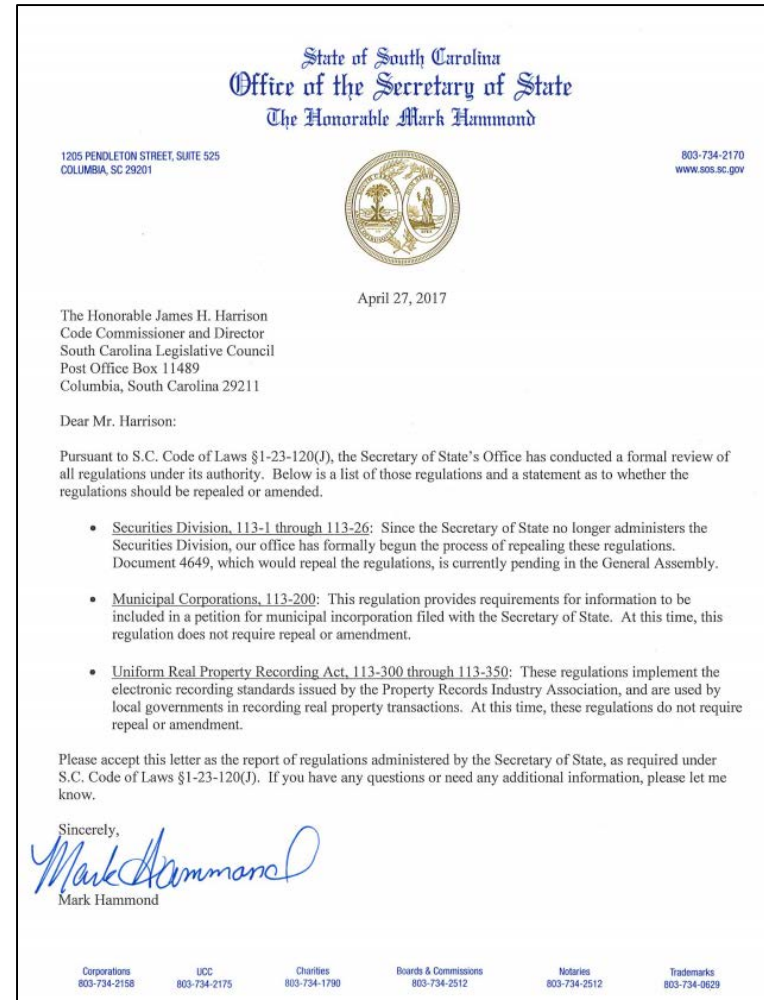 State of South Carolina
Office of the Secretary of State
The Honorable Mark Hammond
1205 PENDLETON STREET, SUITE 525
COLUMBIA, SC 29201
803-734-2170
www.sos.sc.gov
April 27, 2017
The Honorable James H. Harrison
Code Commissioner and Director
South Carolina Legislative Council
Post Office Box 11489
Columbia, South Carolina 29211
Dear Mr. Harrison:
Pursuant to S.C. Code of Laws §1-23-120(J), the Secretary of State's Office has conducted a formal review of
all regulations under its authority. Below is a list of those regulations and a statement as to whether the
regulations should be repealed or amended.
• Securities Division, 113-1 through 113-26: Since the Secretary of State no longer administers the
Securities Division, our office has formally begun the process of repealing these regulations.
Document 4649, which would repeal the regulations, is currently pending in the General Assembly.
• Municipal Corporations, 113-200: This regulation provides requirements for information to be
included in a petition for municipal incorporation filed with the Secretary of State. At this time, this
regulation does not require repeal or amendment.
• Uniform Real Property Recording Act, 113-300 through 113-350: These regulations implement the
electronic recording standards issued by the Property Records Industry Association, and are used by
local governments in recording real property transactions. At this time, these regulations do not require
repeal or amendment.
Please accept this letter as the report of regulations administered by the Secretary of State, as required under
S.C. Code of Laws §1-23-120(J). If you have any questions or need any additional information, please let me
know.
Sincerely,
Mark Hammond
Mark Hammond
Corporations UCC Charities Boards & Commissions Notaries Trademarks
803-734-2158 803-734-2175 803-734-1790 803-734-2512 803-734-2512 803-734-0629